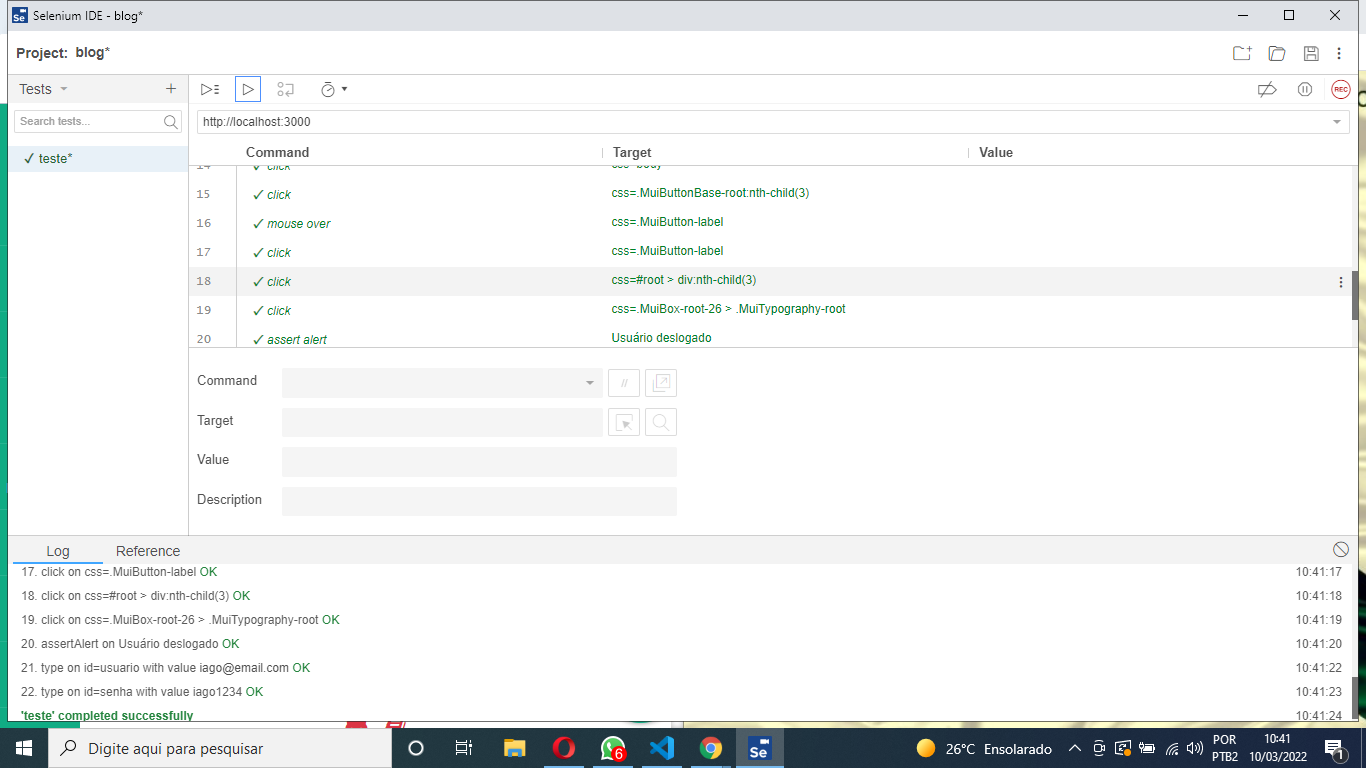 Selenium IDE - blog*
Project: blog*
Tests
Search tests...
✓ teste*
http://localhost:3000
Command Target Value
14 ✓ click css=body
15 ✓ click css=.MuiButtonBase-root:nth-child(3)
16 ✓ mouse over css=.MuiButton-label
17 ✓ click css=.MuiButton-label
18 ✓ click css=#root > div:nth-child(3)
19 ✓ click css=.MuiBox-root-26 > .MuiTypography-root
20 ✓ assert alert Usuário deslogado
REC
Command //
Target
Value
Description
Log Reference
17. click on css=.MuiButton-label OK 10:41:17
18. click on css=#root > div:nth-child(3) OK 10:41:18
19. click on css=.MuiBox-root-26 > .MuiTypography-root OK 10:41:19
20. assertAlert on Usuário deslogado OK 10:41:20
21. type on id=usuario with value iago@email.com OK 10:41:22
22. type on id=senha with value iago1234 OK 10:41:23
'teste' completed successfully 10:41:24
Digite aqui para pesquisar
6
Se
26°C Ensolarado
POR
PTB2
10:41
10/03/2022
1